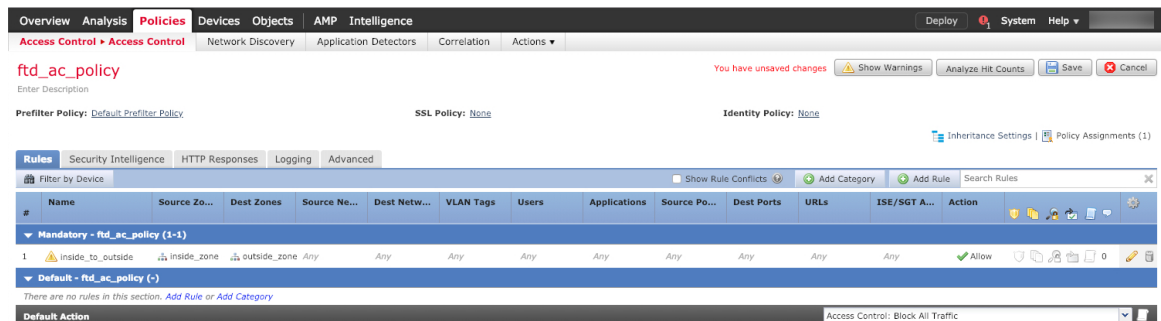 Overview Analysis Policies Devices Objects AMP Intelligence Deploy 1 System Help
Access Control ▸ Access Control Network Discovery Application Detectors Correlation Actions
ftd_ac_policy You have unsaved changes Show Warnings Analyze Hit Counts Save Cancel
Enter Description
Prefilter Policy: Default Prefilter Policy SSL Policy: None Identity Policy: None
Inheritance Settings | Policy Assignments (1)
Rules Security Intelligence HTTP Responses Logging Advanced
Filter by Device Show Rule Conflicts Add Category Add Rule Search Rules
# Name Source Zo... Dest Zones Source Ne... Dest Netw... VLAN Tags Users Applications Source Po... Dest Ports URLs ISE/SGT A... Action
Mandatory - ftd_ac_policy (1-1)
1 inside_to_outside inside_zone outside_zone Any Any Any Any Any Any Any Any Any Allow 0
Default - ftd_ac_policy (-)
There are no rules in this section. Add Rule or Add Category
Default Action Access Control: Block All Traffic